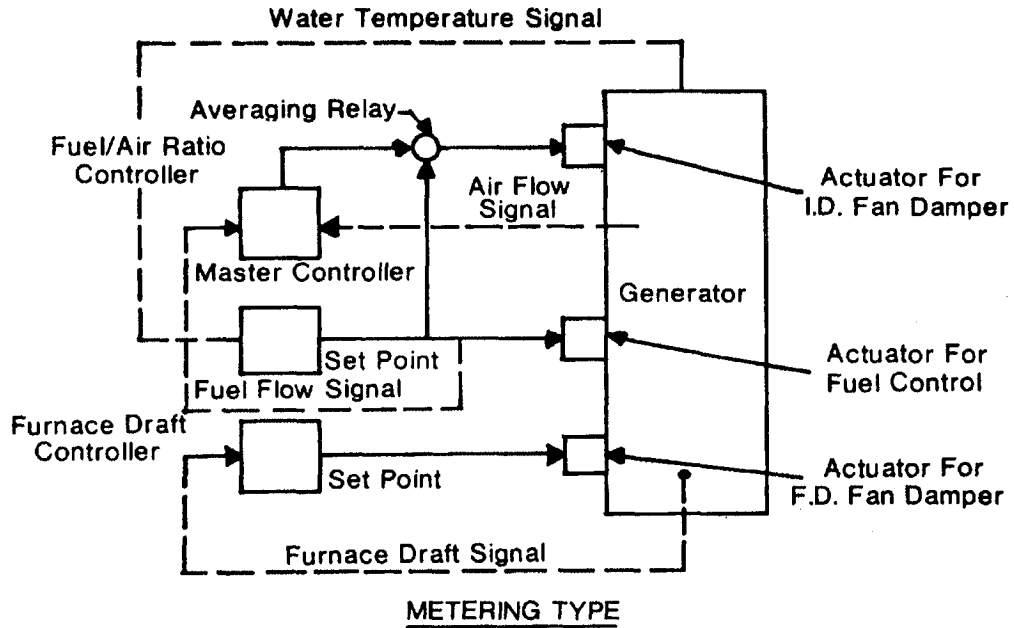 Water Temperature Signal
Averaging Relay
Fuel/Air Ratio
Controller
Air Flow
Signal
Actuator For
I.D. Fan Damper
Master Controller
Generator
Set Point
Fuel Flow Signal
Actuator For
Fuel Control
Furnace Draft
Controller
Set Point
Actuator For
F.D. Fan Damper
Furnace Draft Signal
METERING TYPE